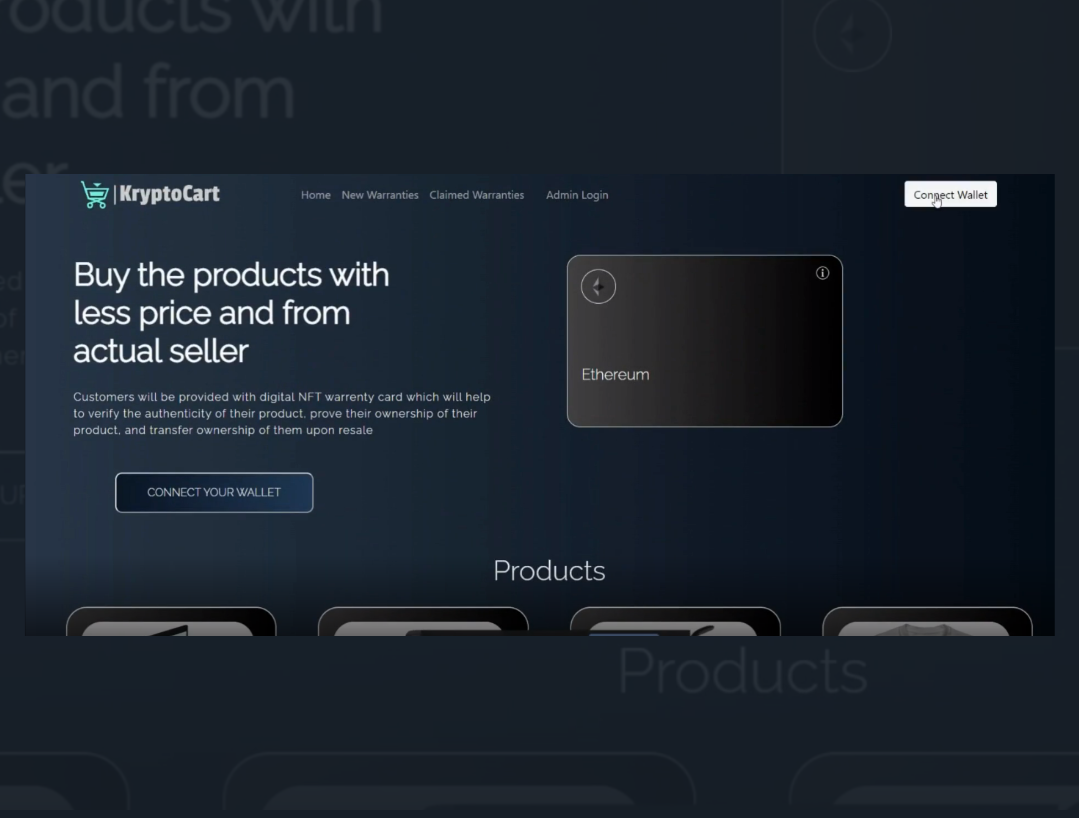 roducts with
and from
er
KryptoCart
Home New Warranties Claimed Warranties Admin Login
Connect Wallet
Buy the products with
less price and from
actual seller
Ethereum
Customers will be provided with digital NFT warrenty card which will help
to verify the authenticity of their product. prove their ownership of their
product, and transfer ownership of them upon resale
CONNECT YOUR WALLET
Products
Products